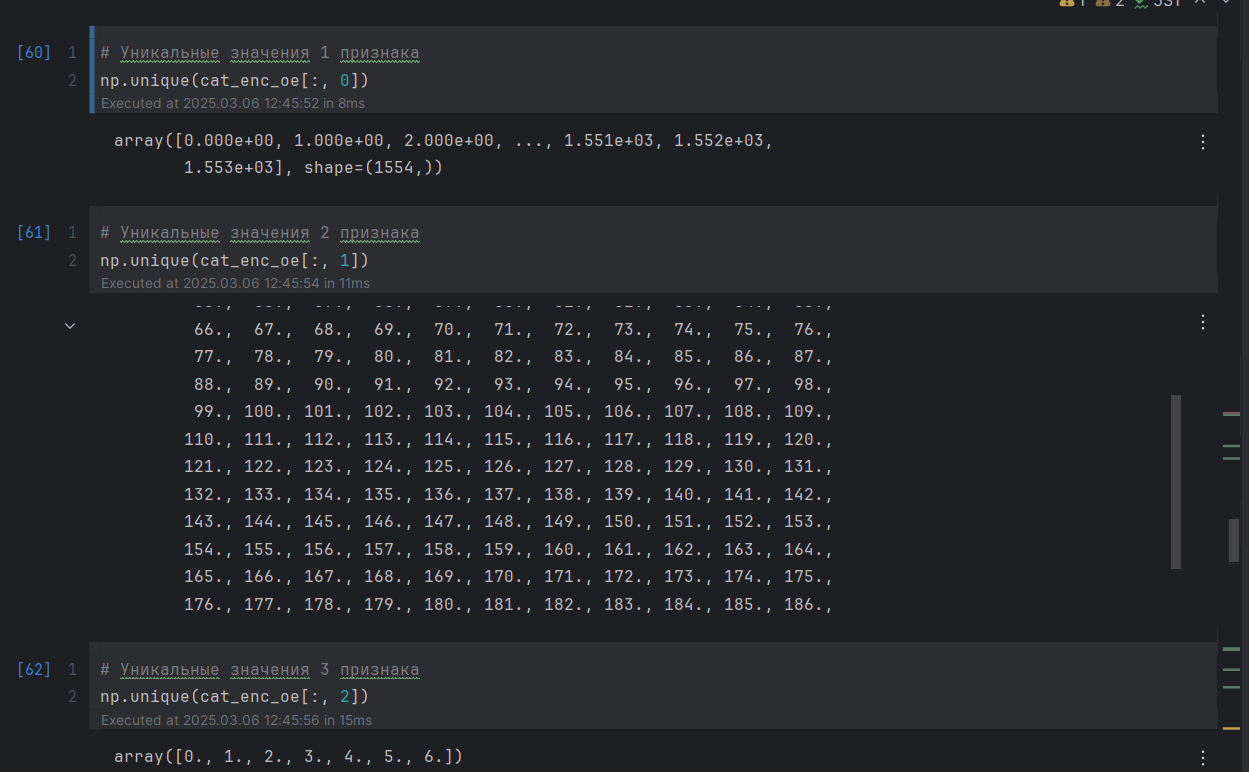 1 2 531
[60] 1 # Уникальные значения 1 признака
2 np.unique(cat_enc_oe[:, 0])
Executed at 2025.03.06 12:45:52 in 8ms
array([0.000e+00, 1.000e+00, 2.000e+00, ..., 1.551e+03, 1.552e+03,
1.553e+03], shape=(1554,))
[61] 1 # Уникальные значения 2 признака
2 np.unique(cat_enc_oe[:, 1])
Executed at 2025.03.06 12:45:54 in 11ms
66., 67., 68., 69., 70., 71., 72., 73., 74., 75., 76.,
77., 78., 79., 80., 81., 82., 83., 84., 85., 86., 87.,
88., 89., 90., 91., 92., 93., 94., 95., 96., 97., 98.,
99., 100., 101., 102., 103., 104., 105., 106., 107., 108., 109.,
110., 111., 112., 113., 114., 115., 116., 117., 118., 119., 120.,
121., 122., 123., 124., 125., 126., 127., 128., 129., 130., 131.,
132., 133., 134., 135., 136., 137., 138., 139., 140., 141., 142.,
143., 144., 145., 146., 147., 148., 149., 150., 151., 152., 153.,
154., 155., 156., 157., 158., 159., 160., 161., 162., 163., 164.,
165., 166., 167., 168., 169., 170., 171., 172., 173., 174., 175.,
176., 177., 178., 179., 180., 181., 182., 183., 184., 185., 186.,
[62] 1 # Уникальные значения 3 признака
2 np.unique(cat_enc_oe[:, 2])
Executed at 2025.03.06 12:45:56 in 15ms
array([0., 1., 2., 3., 4., 5., 6.])